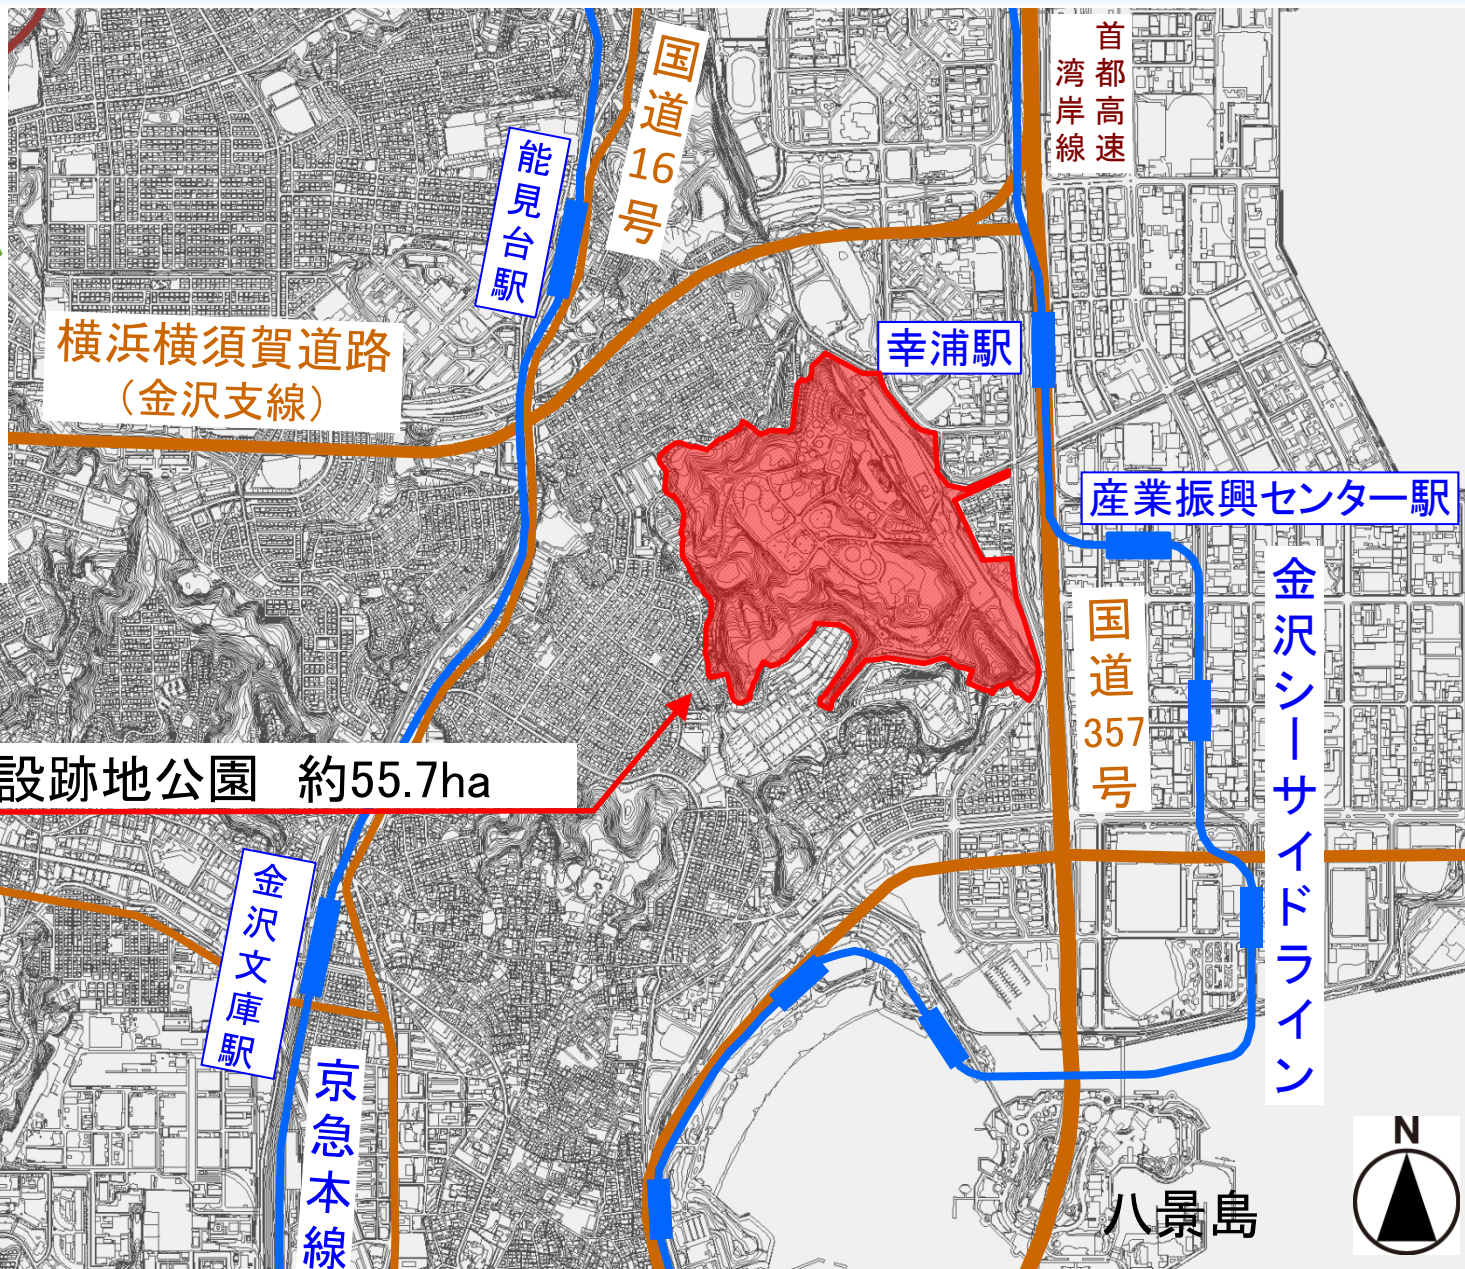 首都高速
湾岸線
国道16号
能見台駅
横浜横須賀道路
（金沢支線）
幸浦駅
産業振興センター駅
金沢シーサイドライン
国道357号
設跡地公園　約55.7ha
金沢文庫駅
京急本線
八景島
N